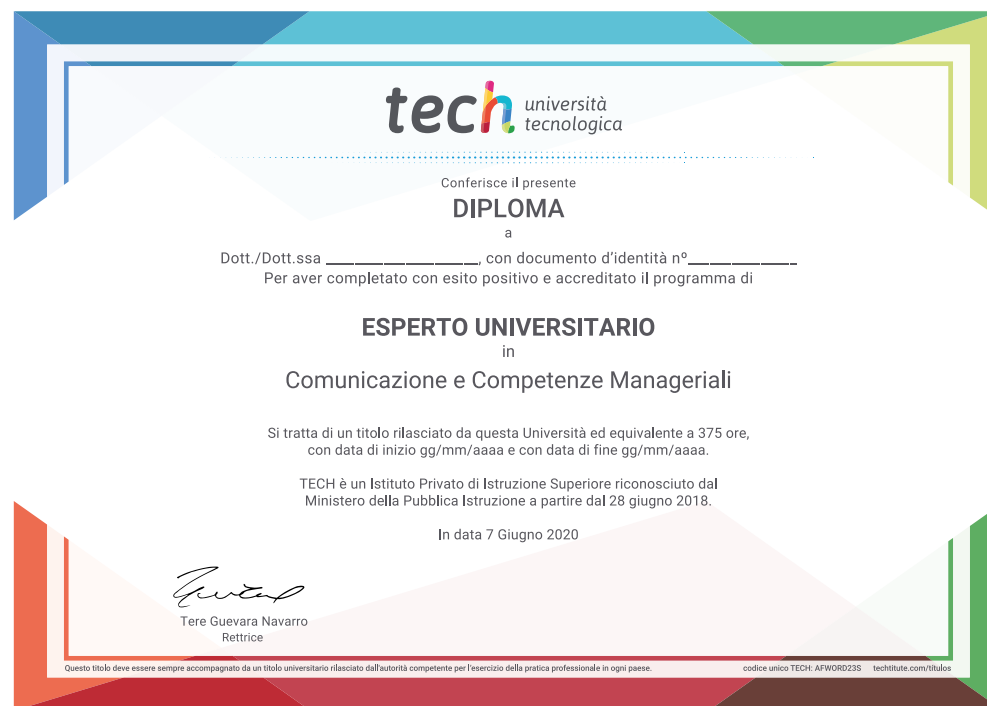 tech università
tecnologica
Conferisce il presente
DIPLOMA
a
Dott./Dott.ssa ____________________, con documento d'identità nº______________
Per aver completato con esito positivo e accreditato il programma di
ESPERTO UNIVERSITARIO
in
Comunicazione e Competenze Manageriali
Si tratta di un titolo rilasciato da questa Università ed equivalente a 375 ore,
con data di inizio gg/mm/aaaa e con data di fine gg/mm/aaaa.
TECH è un Istituto Privato di Istruzione Superiore riconosciuto dal
Ministero della Pubblica Istruzione a partire dal 28 giugno 2018.
In data 7 Giugno 2020
Tere Guevara Navarro
Rettrice
Questo titolo deve essere sempre accompagnato da un titolo universitario rilasciato dall'autorità competente per l'esercizio della pratica professionale in ogni paese.
codice unico TECH: AFWORD23S techtitute.com/títulos